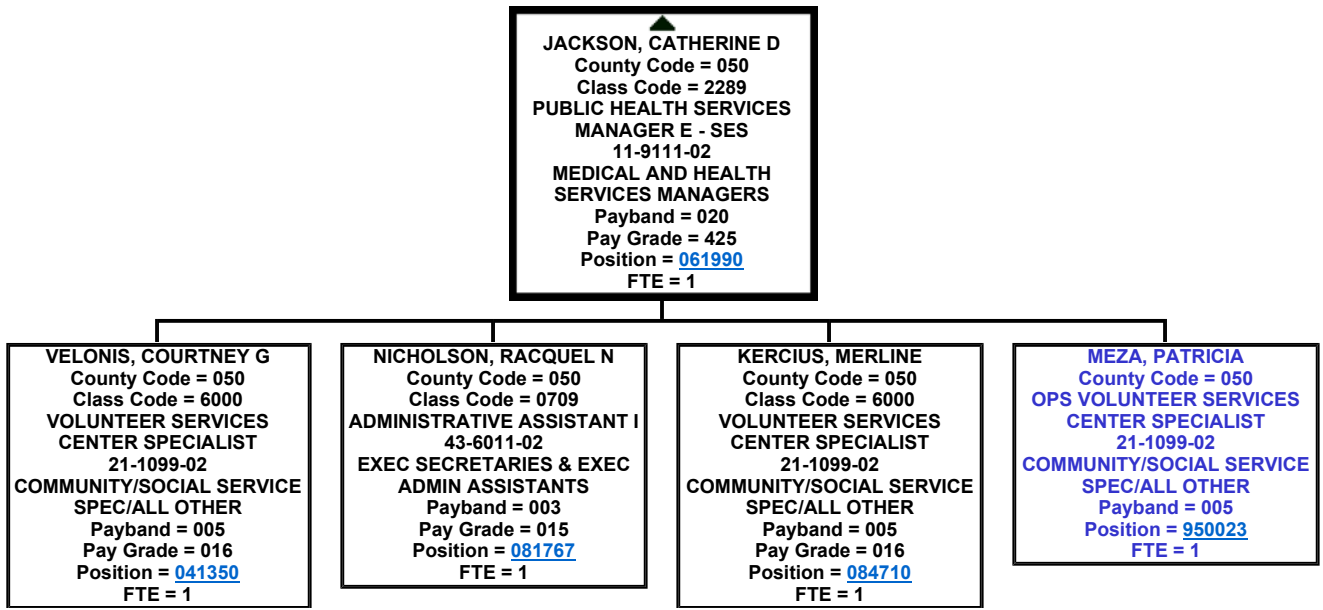 JACKSON, CATHERINE D
County Code = 050
Class Code = 2289
PUBLIC HEALTH SERVICES
MANAGER E - SES
11-9111-02
MEDICAL AND HEALTH
SERVICES MANAGERS
Payband = 020
Pay Grade = 425
Position = 061990
FTE = 1
VELONIS, COURTNEY G
County Code = 050
Class Code = 6000
VOLUNTEER SERVICES
CENTER SPECIALIST
21-1099-02
COMMUNITY/SOCIAL SERVICE
SPEC/ALL OTHER
Payband = 005
Pay Grade = 016
Position = 041350
FTE = 1
NICHOLSON, RACQUEL N
County Code = 050
Class Code = 0709
ADMINISTRATIVE ASSISTANT I
43-6011-02
EXEC SECRETARIES & EXEC
ADMIN ASSISTANTS
Payband = 003
Pay Grade = 015
Position = 081767
FTE = 1
KERCIUS, MERLINE
County Code = 050
Class Code = 6000
VOLUNTEER SERVICES
CENTER SPECIALIST
21-1099-02
COMMUNITY/SOCIAL SERVICE
SPEC/ALL OTHER
Payband = 005
Pay Grade = 016
Position = 084710
FTE = 1
MEZA, PATRICIA
County Code = 050
OPS VOLUNTEER SERVICES
CENTER SPECIALIST
21-1099-02
COMMUNITY/SOCIAL SERVICE
SPEC/ALL OTHER
Payband = 005
Position = 950023
FTE = 1